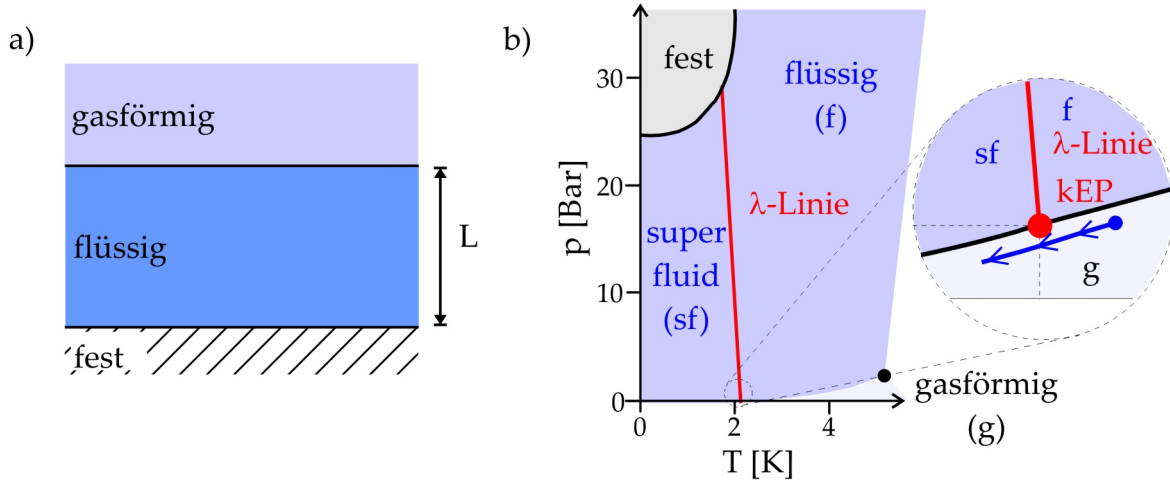 a)
gasförmig
flüssig
L
fest
b)
p [Bar]
30
20
10
0
0
2
4
T [K]
fest
flüssig
(f)
λ-Linie
super
fluid
(sf)
gasförmig
(g)
f
sf
λ-Linie
kEP
g